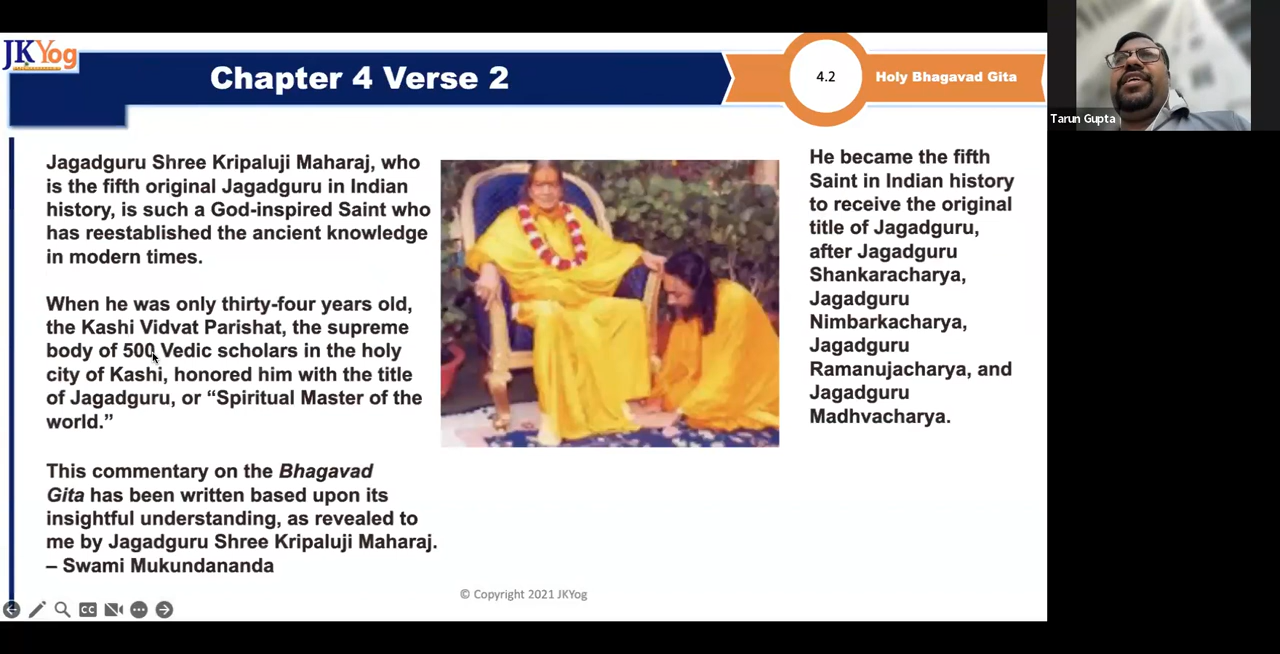 JKYog
Chapter 4 Verse 2
4.2
Holy Bhagavad Gita
Tarun Gupta
Jagadguru Shree Kripaluji Maharaj, who
is the fifth original Jagadguru in Indian
history, is such a God-inspired Saint who
has reestablished the ancient knowledge
in modern times.
When he was only thirty-four years old,
the Kashi Vidvat Parishat, the supreme
body of 500 Vedic scholars in the holy
city of Kashi, honored him with the title
of Jagadguru, or “Spiritual Master of the
world.”
This commentary on the Bhagavad
Gita has been written based upon its
insightful understanding, as revealed to
me by Jagadguru Shree Kripaluji Maharaj.
– Swami Mukundananda
He became the fifth
Saint in Indian history
to receive the original
title of Jagadguru,
after Jagadguru
Shankaracharya,
Jagadguru
Nimbarkacharya,
Jagadguru
Ramanujacharya, and
Jagadguru
Madhvacharya.
© Copyright 2021 JKYog
CC